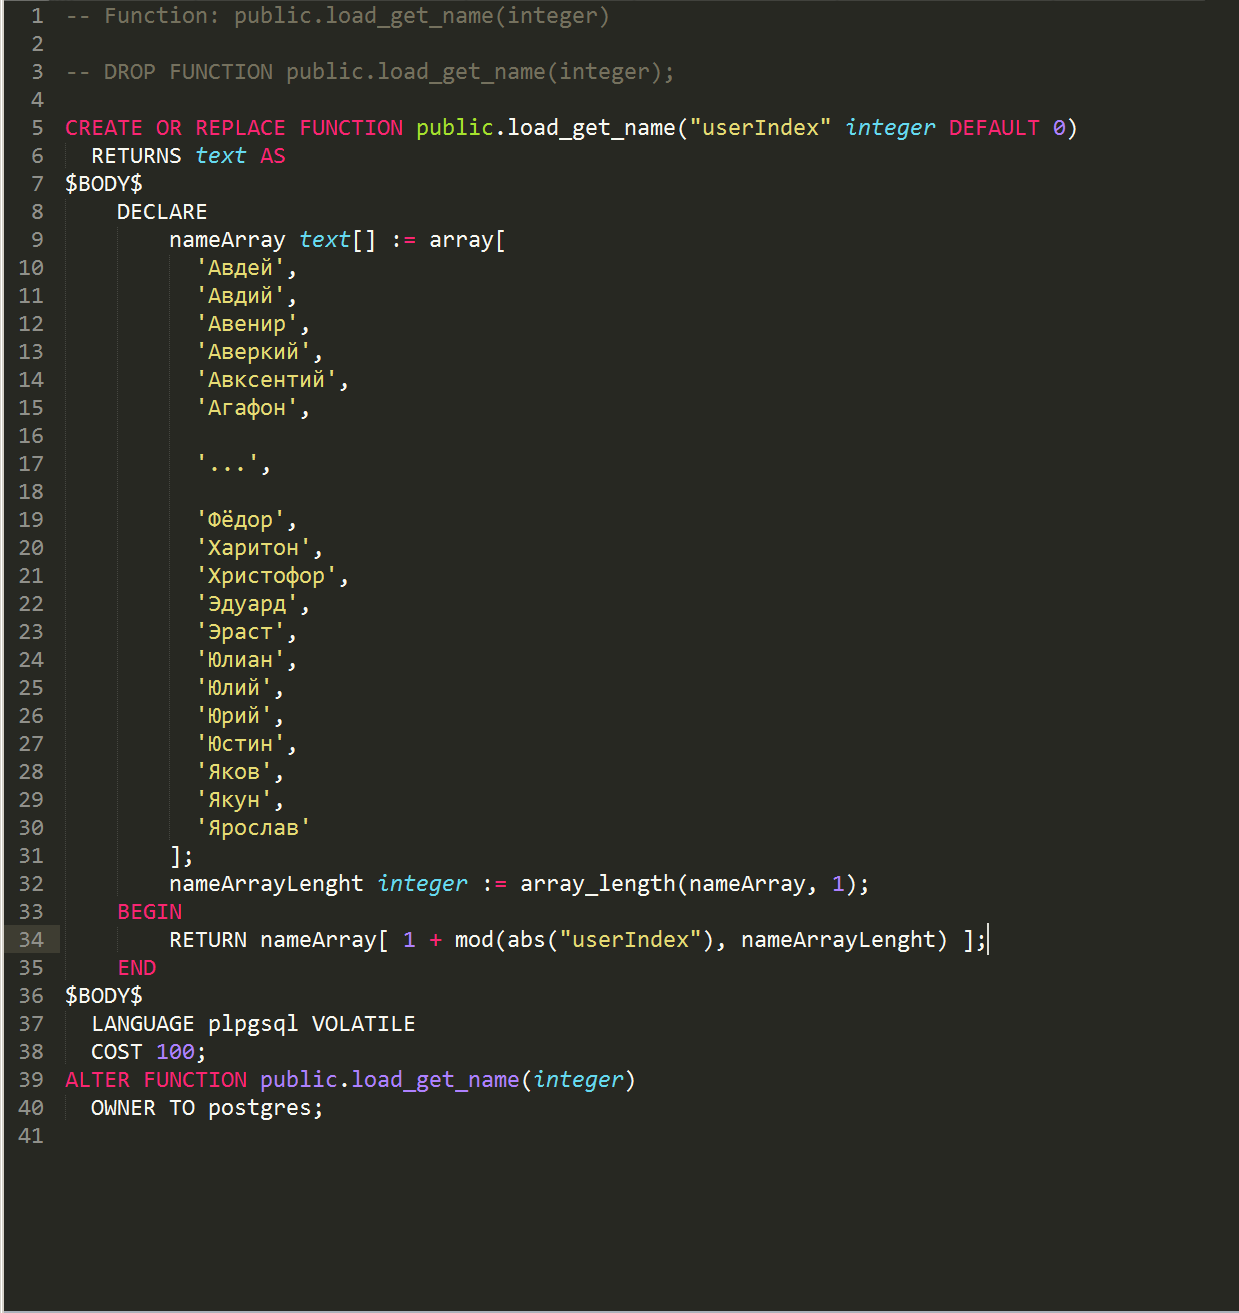 1 -- Function: public.load_get_name(integer)
2
3 -- DROP FUNCTION public.load_get_name(integer);
4
5 CREATE OR REPLACE FUNCTION public.load_get_name("userIndex" integer DEFAULT 0)
6 RETURNS text AS
7 $BODY$
8 DECLARE
9 nameArray text[] := array[
10 'Авдей',
11 'Авдий',
12 'Авенир',
13 'Аверкий',
14 'Авксентий',
15 'Агафон',
16
17 '...',
18
19 'Фёдор',
20 'Харитон',
21 'Христофор',
22 'Эдуард',
23 'Эраст',
24 'Юлиан',
25 'Юлий',
26 'Юрий',
27 'Юстин',
28 'Яков',
29 'Якун',
30 'Ярослав'
31 ];
32 nameArrayLenght integer := array_length(nameArray, 1);
33 BEGIN
34 RETURN nameArray[ 1 + mod(abs("userIndex"), nameArrayLenght) ];
35 END
36 $BODY$
37 LANGUAGE plpgsql VOLATILE
38 COST 100;
39 ALTER FUNCTION public.load_get_name(integer)
40 OWNER TO postgres;
41